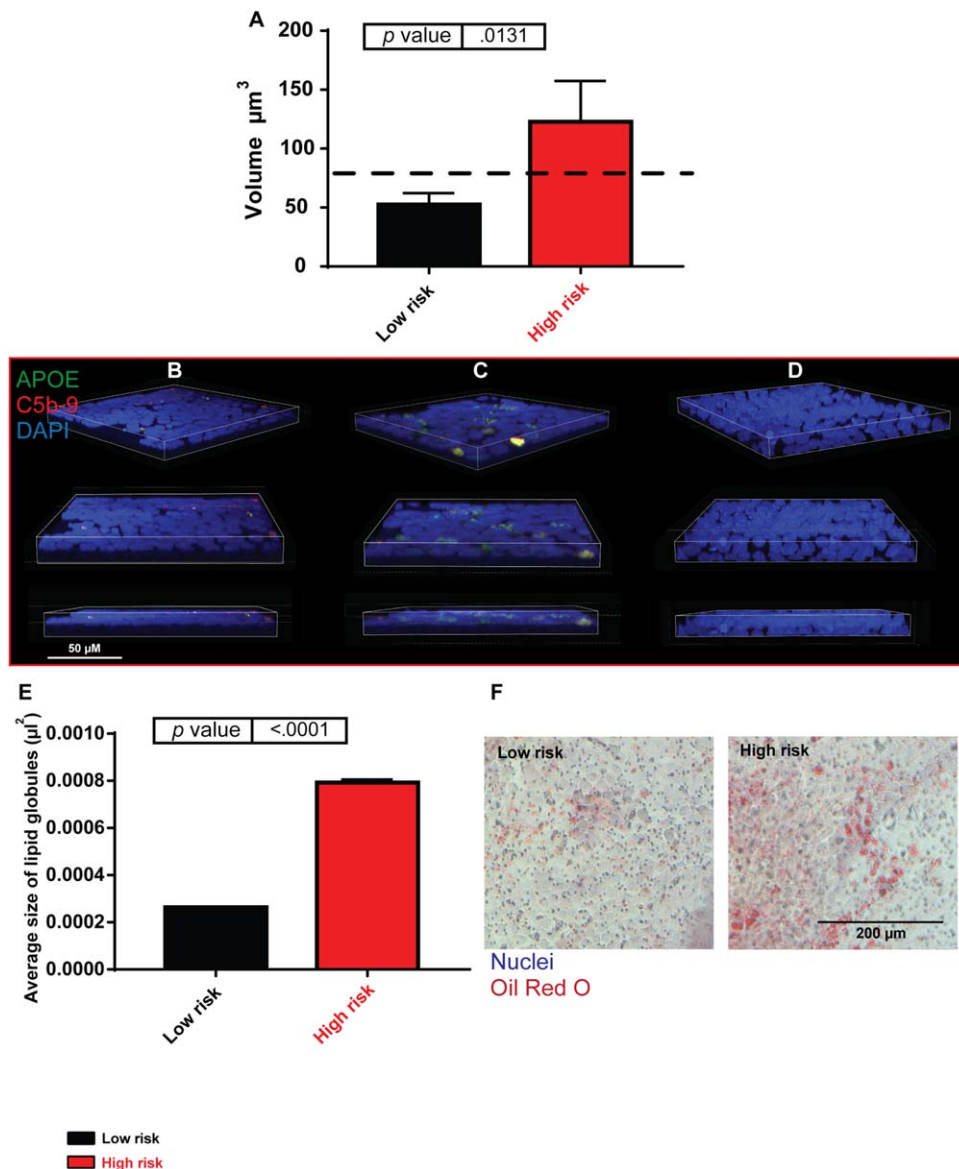 A
200
p value .0131
150
100
50
0
Volume µm³
Low risk
High risk
B
C
D
APOE
C5b-9
DAPI
50 µM
E
F
0.0010
p value <.0001
0.0008
0.0006
0.0004
0.0002
0.0000
Average size of lipid globules (µl²)
Low risk
High risk
Low risk
High risk
200 µm
Nuclei
Oil Red O
Low risk
High risk